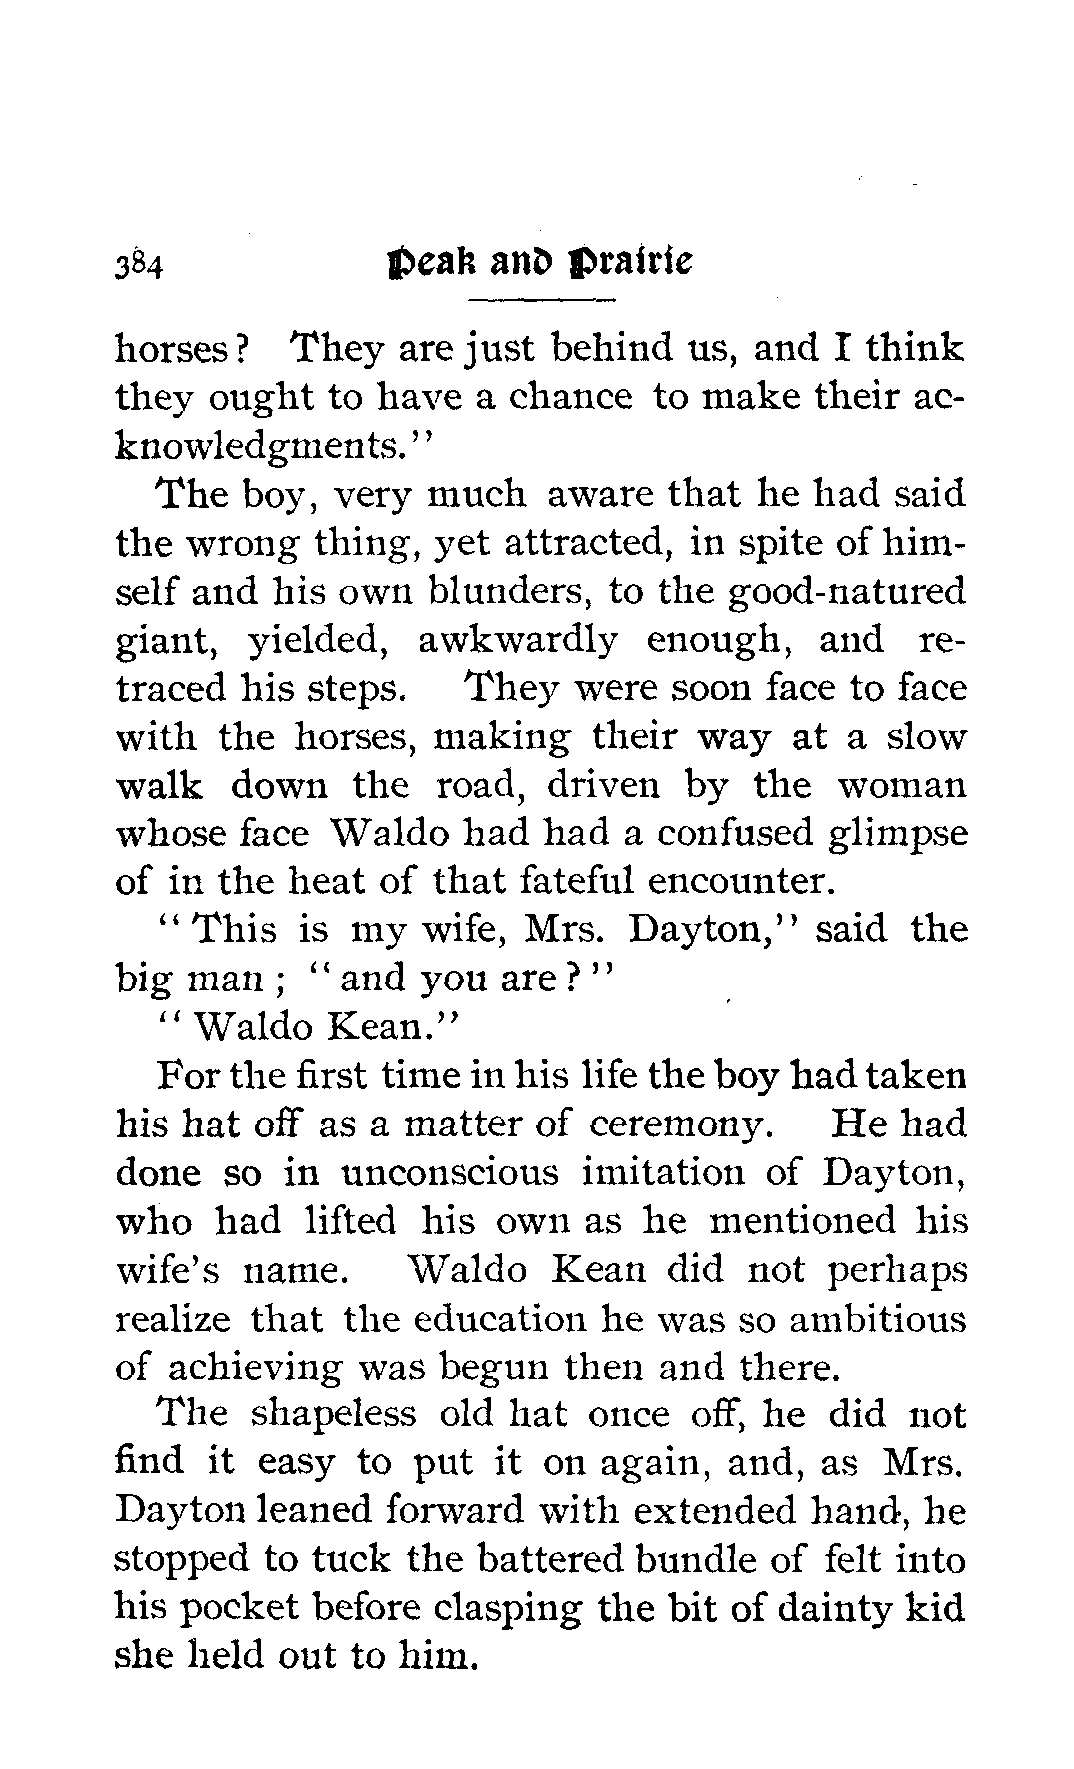 384 Peak and Prairie
horses? They are just behind us, and I think
they ought to have a chance to make their ac-
knowledgments."
The boy, very much aware that he had said
the wrong thing, yet attracted, in spite of him-
self and his own blunders, to the good-natured
giant, yielded, awkwardly enough, and re-
traced his steps. They were soon face to face
with the horses, making their way at a slow
walk down the road, driven by the woman
whose face Waldo had had a confused glimpse
of in the heat of that fateful encounter.
"This is my wife, Mrs. Dayton," said the
big man; "and you are?"
"Waldo Kean."
For the first time in his life the boy had taken
his hat off as a matter of ceremony. He had
done so in unconscious imitation of Dayton,
who had lifted his own as he mentioned his
wife's name. Waldo Kean did not perhaps
realize that the education he was so ambitious
of achieving was begun then and there.
The shapeless old hat once off, he did not
find it easy to put it on again, and, as Mrs.
Dayton leaned forward with extended hand, he
stopped to tuck the battered bundle of felt into
his pocket before clasping the bit of dainty kid
she held out to him.